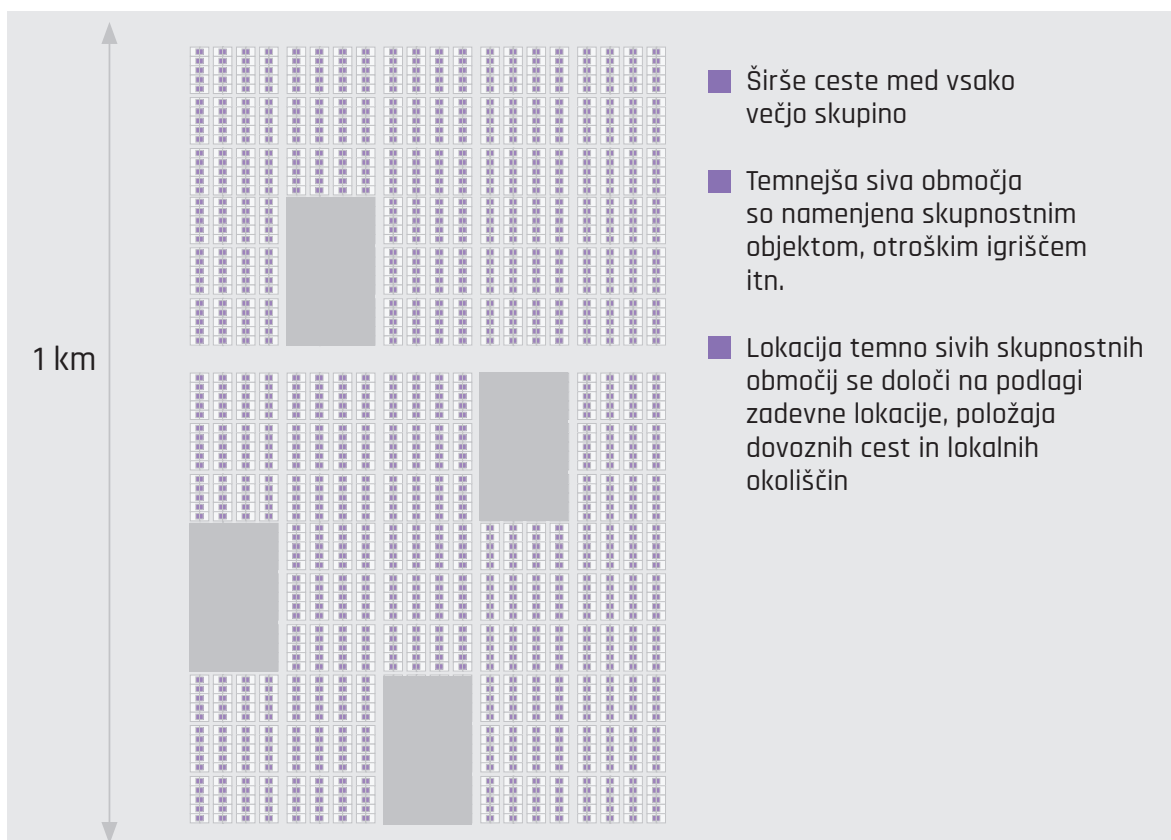 Širše ceste med vsako
večjo skupino
Temnejša siva območja
so namenjena skupnostnim
objektom, otroškim igriščem
itn.
1 km
Lokacija temno sivih skupnostnih
območij se določi na podlagi
zadevne lokacije, položaja
dovoznih cest in lokalnih
okoliščin